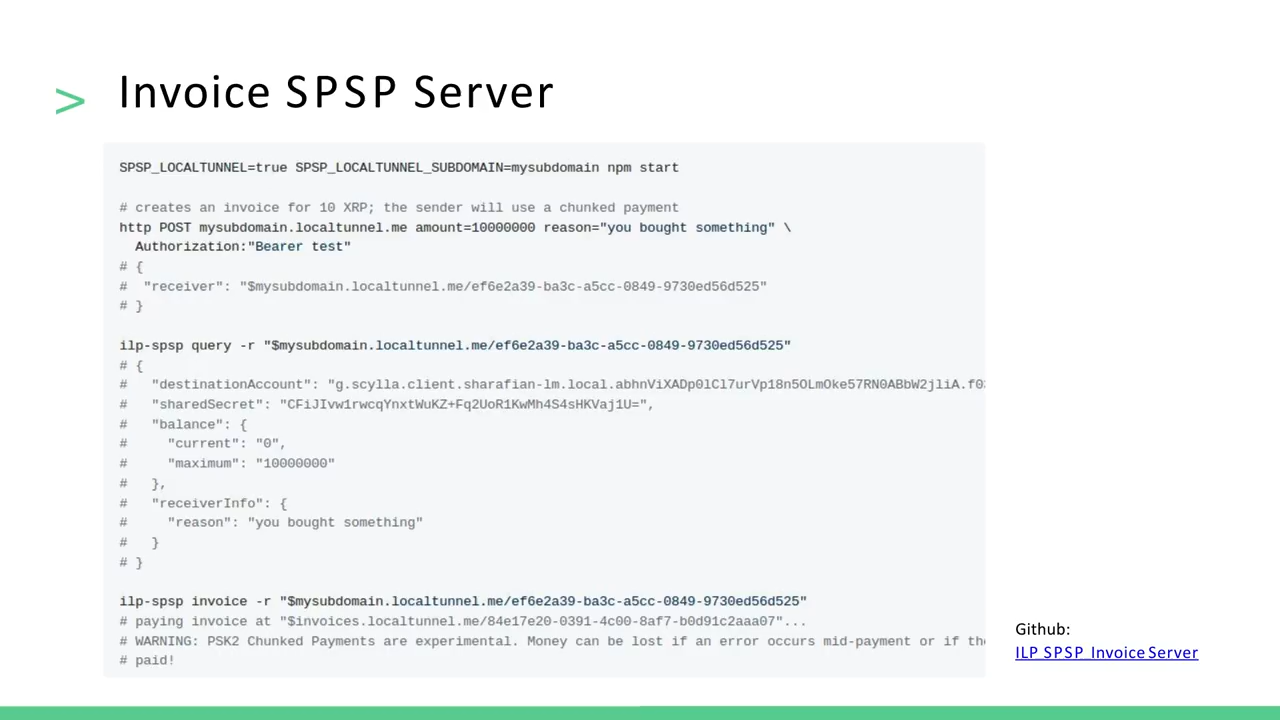 > Invoice SPSP Server
SPSP_LOCALTUNNEL=true SPSP_LOCALTUNNEL_SUBDOMAIN=mysubdomain npm start
# creates an invoice for 10 XRP; the sender will use a chunked payment
http POST mysubdomain.localtunnel.me amount=10000000 reason="you bought something" \
  Authorization:"Bearer test"
# {
#  "receiver": "$mysubdomain.localtunnel.me/ef6e2a39-ba3c-a5cc-0849-9730ed56d525"
# }
ilp-spsp query -r "$mysubdomain.localtunnel.me/ef6e2a39-ba3c-a5cc-0849-9730ed56d525"
# {
#   "destinationAccount": "g.scylla.client.sharafian-lm.local.abhnViXADp0lCl7urVp18n5OLmOke57RN0ABbW2jliA.f03
#   "sharedSecret": "CFiJIvw1rwcqYnxtWuKZ+Fq2UoR1KwMh4S4sHKVaj1U=",
#   "balance": {
#     "current": "0",
#     "maximum": "10000000"
#   },
#   "receiverInfo": {
#     "reason": "you bought something"
#   }
# }
ilp-spsp invoice -r "$mysubdomain.localtunnel.me/ef6e2a39-ba3c-a5cc-0849-9730ed56d525"
# paying invoice at "$invoices.localtunnel.me/84e17e20-0391-4c00-8af7-b0d91c2aaa07"...
# WARNING: PSK2 Chunked Payments are experimental. Money can be lost if an error occurs mid-payment or if the
# paid!
Github:
ILP SPSP Invoice Server